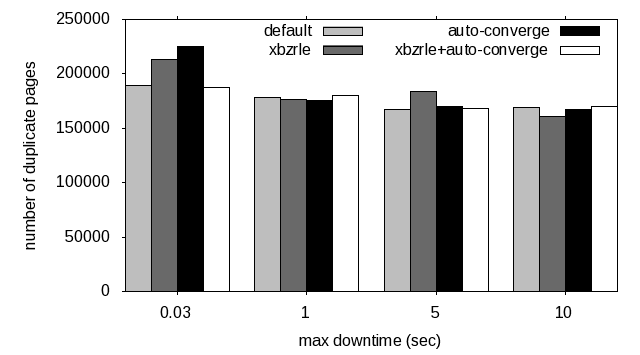 250000
default auto-converge
xbzrle xbzrle+auto-converge
200000
150000
100000
50000
0
number of duplicate pages
0.03 1 5 10
max downtime (sec)